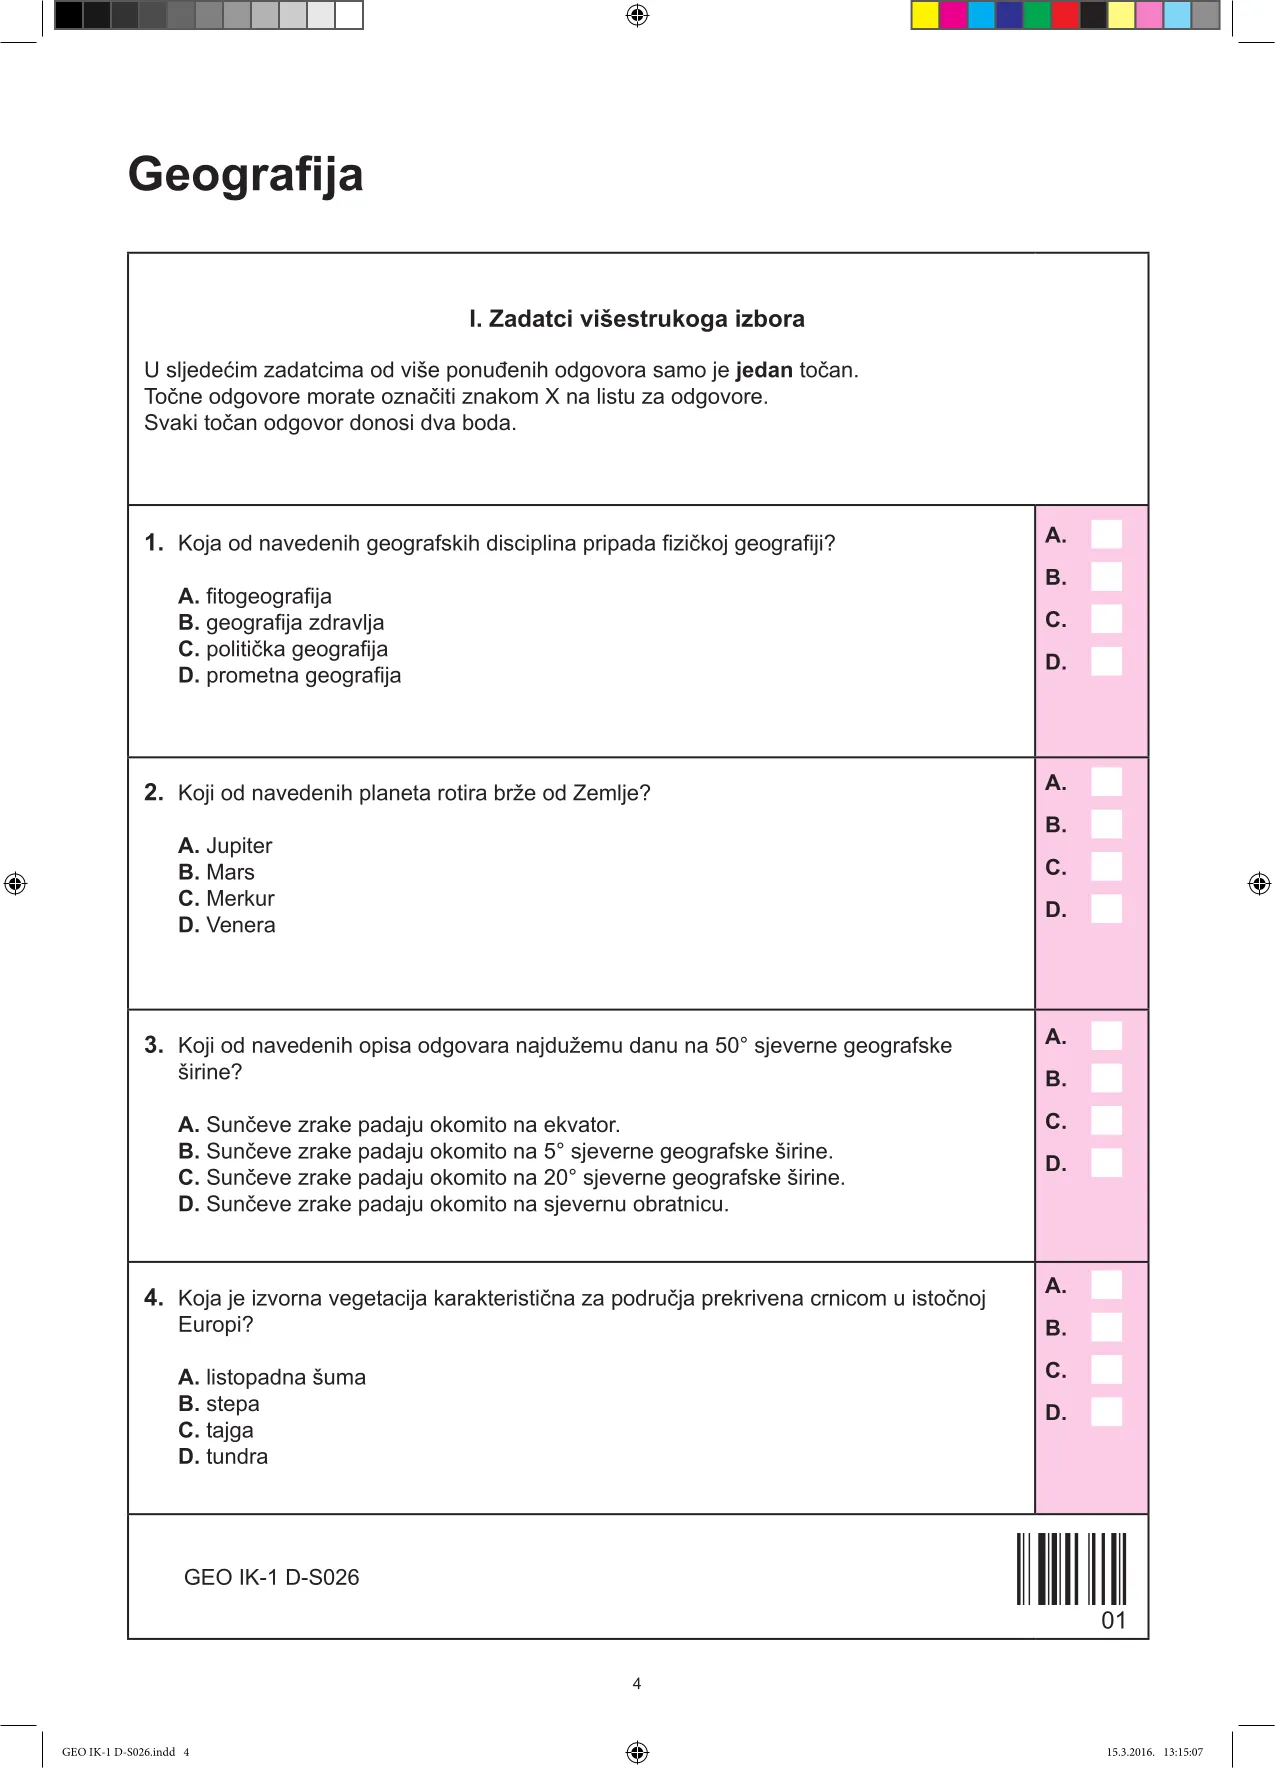 Geografija
I. Zadatci višestrukoga izbora
U sljedećim zadatcima od više ponuđenih odgovora samo je jedan točan.
Točne odgovore morate označiti znakom X na listu za odgovore.
Svaki točan odgovor donosi dva boda.
1. Koja od navedenih geografskih disciplina pripada fizičkoj geografiji?
A. fitogeografija
B. geografija zdravlja
C. politička geografija
D. prometna geografija
A.
B.
C.
D.
2. Koji od navedenih planeta rotira brže od Zemlje?
A. Jupiter
B. Mars
C. Merkur
D. Venera
A.
B.
C.
D.
3. Koji od navedenih opisa odgovara najdužemu danu na 50° sjeverne geografske
širine?
A. Sunčeve zrake padaju okomito na ekvator.
B. Sunčeve zrake padaju okomito na 5° sjeverne geografske širine.
C. Sunčeve zrake padaju okomito na 20° sjeverne geografske širine.
D. Sunčeve zrake padaju okomito na sjevernu obratnicu.
A.
B.
C.
D.
4. Koja je izvorna vegetacija karakteristična za područja prekrivena crnicom u istočnoj
Europi?
A. listopadna šuma
B. stepa
C. tajga
D. tundra
A.
B.
C.
D.
GEO IK-1 D-S026
01
4
GEO IK-1 D-S026.indd 4
15.3.2016. 13:15:07